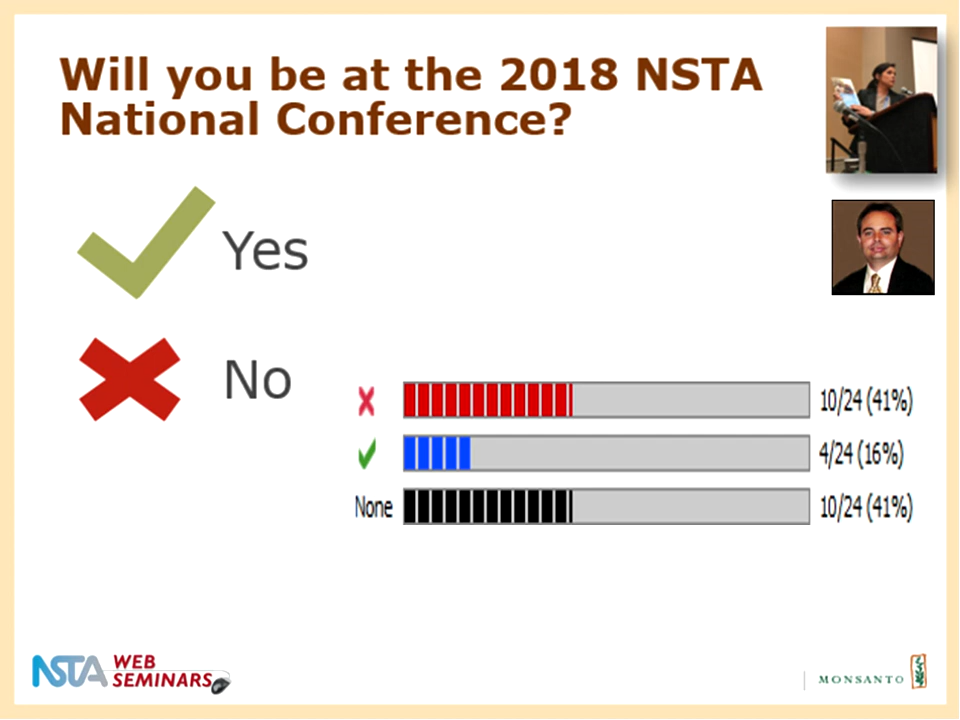 Will you be at the 2018 NSTA
National Conference?
Yes
No
10/24 (41%)
4/24 (16%)
None 10/24 (41%)
NSTA WEB
SEMINARS
MONSANTO